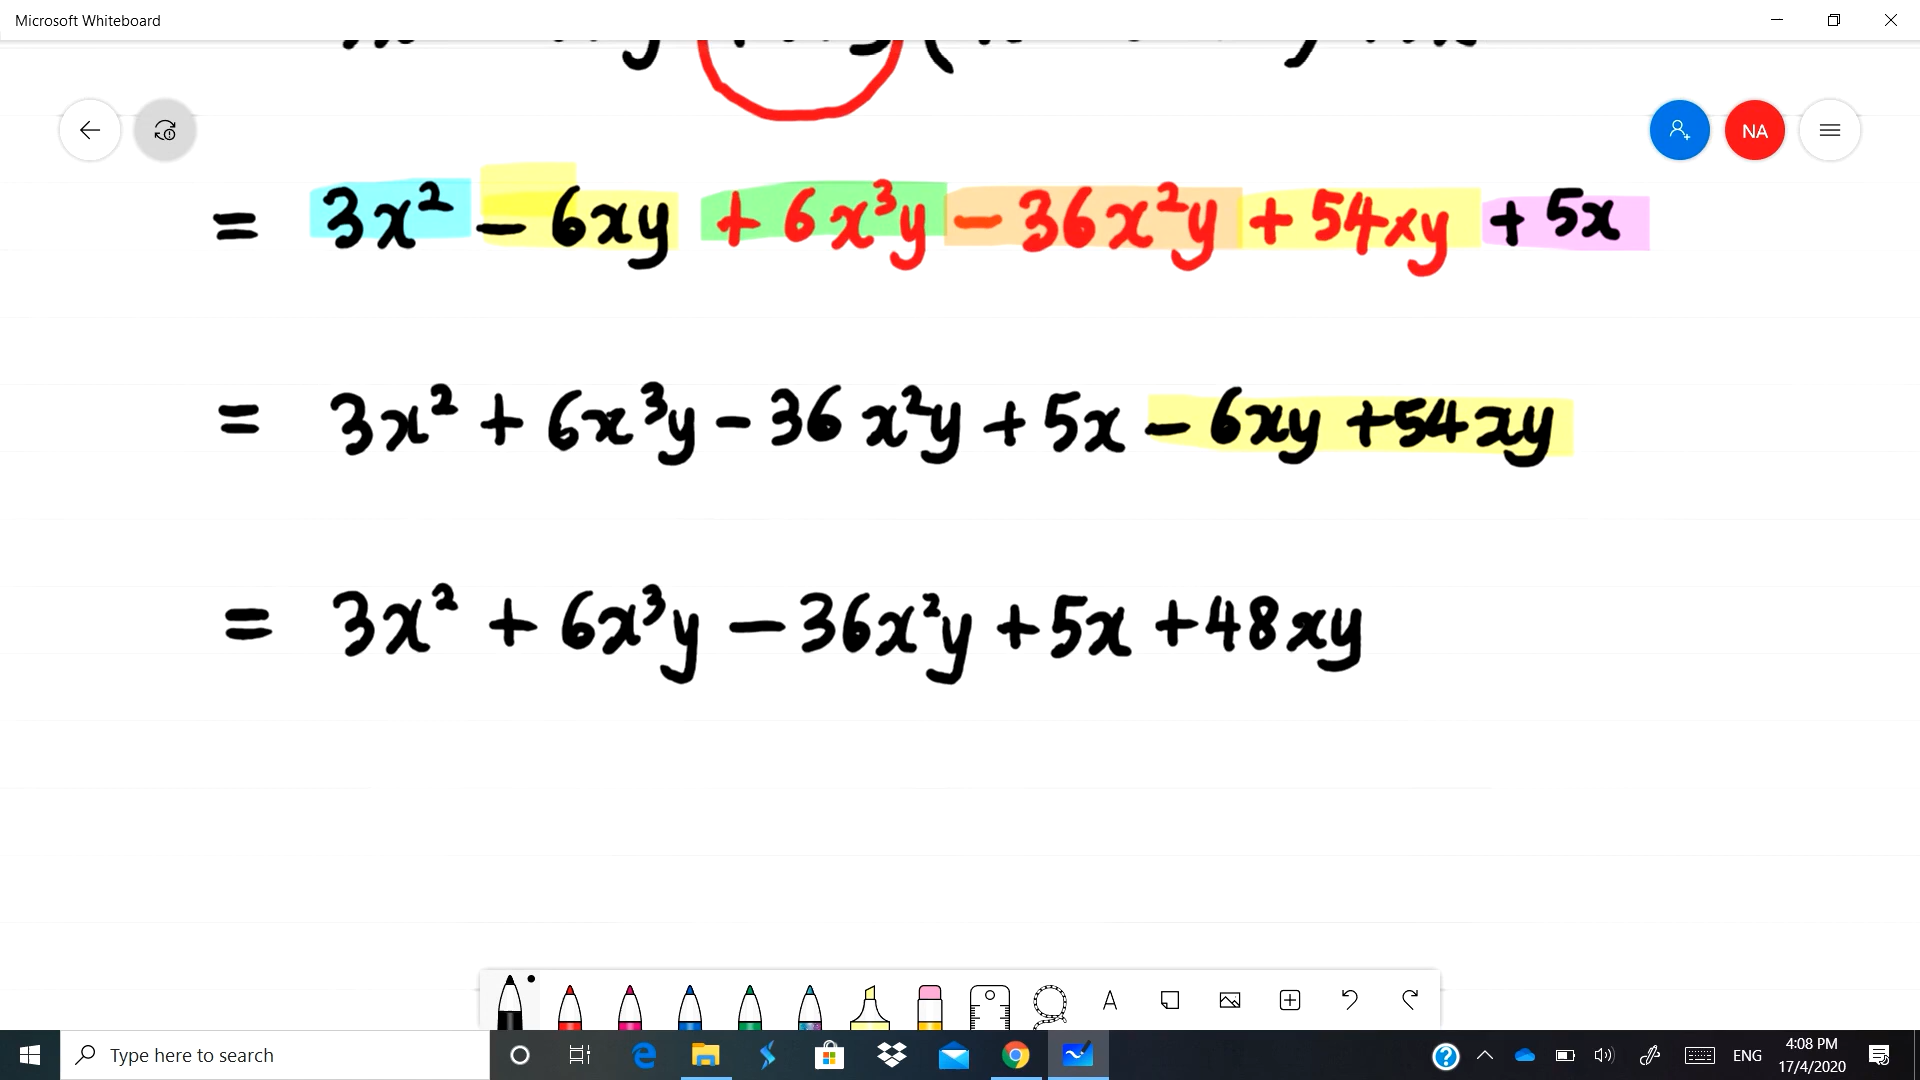 Microsoft Whiteboard
NA
= 3x² - 6xy + 6x³y - 36x²y + 54xy + 5x
= 3x² + 6x³y - 36x²y + 5x - 6xy + 54xy
= 3x² + 6x³y - 36x²y + 5x + 48xy
A
Type here to search
ENG
4:08 PM
17/4/2020